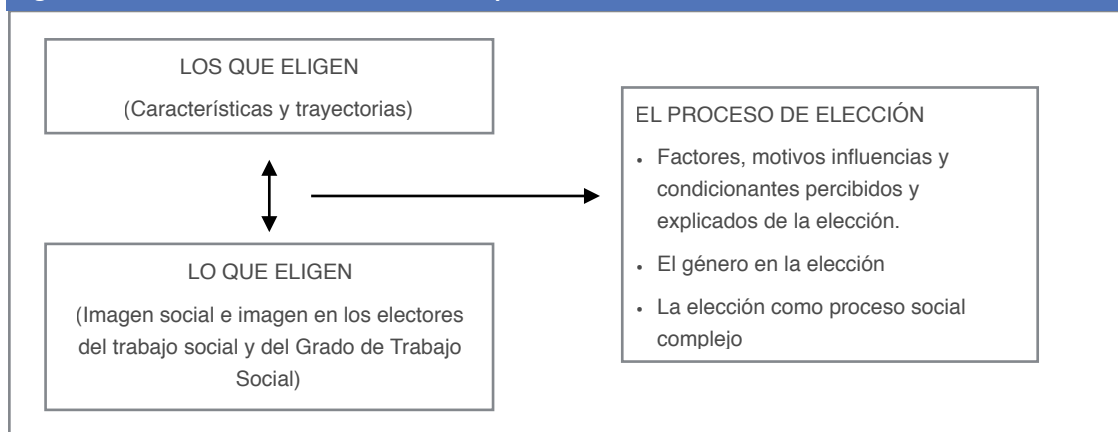 LOS QUE ELIGEN
(Características y trayectorias)
LO QUE ELIGEN
(Imagen social e imagen en los electores
del trabajo social y del Grado de Trabajo
Social)
EL PROCESO DE ELECCIÓN
• Factores, motivos influencias y
condicionantes percibidos y
explicados de la elección.
• El género en la elección
• La elección como proceso social
complejo